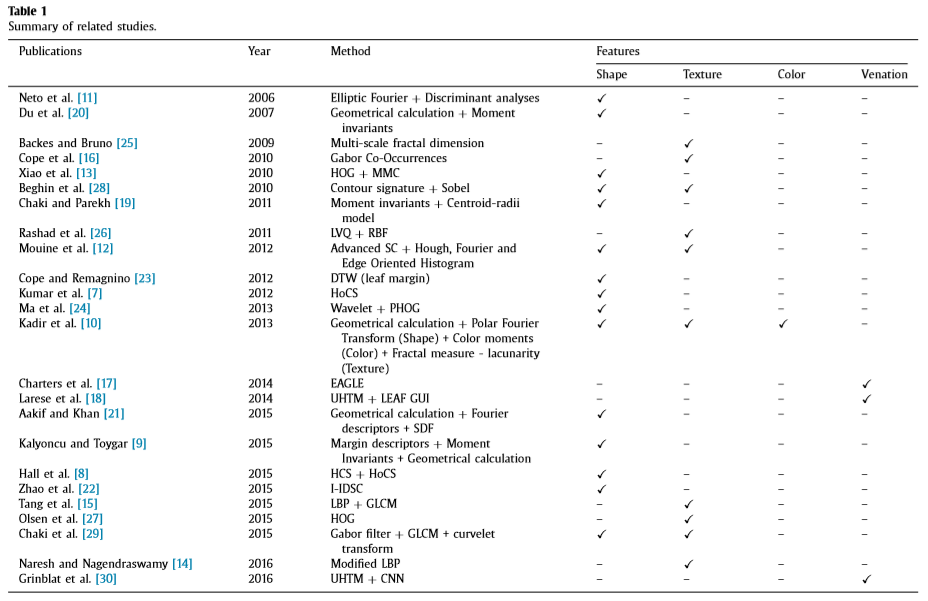 Table 1
Summary of related studies.
Publications Year Method Features
Shape Texture Color Venation
Neto et al. [11] 2006 Elliptic Fourier + Discriminant analyses ✓ – – –
Du et al. [20] 2007 Geometrical calculation + Moment ✓ – – –
invariants
Backes and Bruno [25] 2009 Multi-scale fractal dimension – ✓ – –
Cope et al. [16] 2010 Gabor Co-Occurrences – ✓ – –
Xiao et al. [13] 2010 HOG + MMC ✓ – – –
Beghin et al. [28] 2010 Contour signature + Sobel ✓ ✓ – –
Chaki and Parekh [19] 2011 Moment invariants + Centroid-radii ✓ – – –
model
Rashad et al. [26] 2011 LVQ + RBF – ✓ – –
Mouine et al. [12] 2012 Advanced SC + Hough, Fourier and ✓ ✓ – –
Edge Oriented Histogram
Cope and Remagnino [23] 2012 DTW (leaf margin) ✓ – – –
Kumar et al. [7] 2012 HoCS ✓ – – –
Ma et al. [24] 2013 Wavelet + PHOG ✓ – – –
Kadir et al. [10] 2013 Geometrical calculation + Polar Fourier ✓ ✓ ✓ –
Transform (Shape) + Color moments
(Color) + Fractal measure - lacunarity
(Texture)
Charters et al. [17] 2014 EAGLE – – – ✓
Larese et al. [18] 2014 UHTM + LEAF GUI – – – ✓
Aakif and Khan [21] 2015 Geometrical calculation + Fourier ✓ – – –
descriptors + SDF
Kalyoncu and Toygar [9] 2015 Margin descriptors + Moment ✓ – – –
Invariants + Geometrical calculation
Hall et al. [8] 2015 HCS + HoCS ✓ – – –
Zhao et al. [22] 2015 I-IDSC ✓ – – –
Tang et al. [15] 2015 LBP + GLCM – ✓ – –
Olsen et al. [27] 2015 HOG – ✓ – –
Chaki et al. [29] 2015 Gabor filter + GLCM + curvelet ✓ ✓ – –
transform
Naresh and Nagendraswamy [14] 2016 Modified LBP – ✓ – –
Grinblat et al. [30] 2016 UHTM + CNN – – – ✓